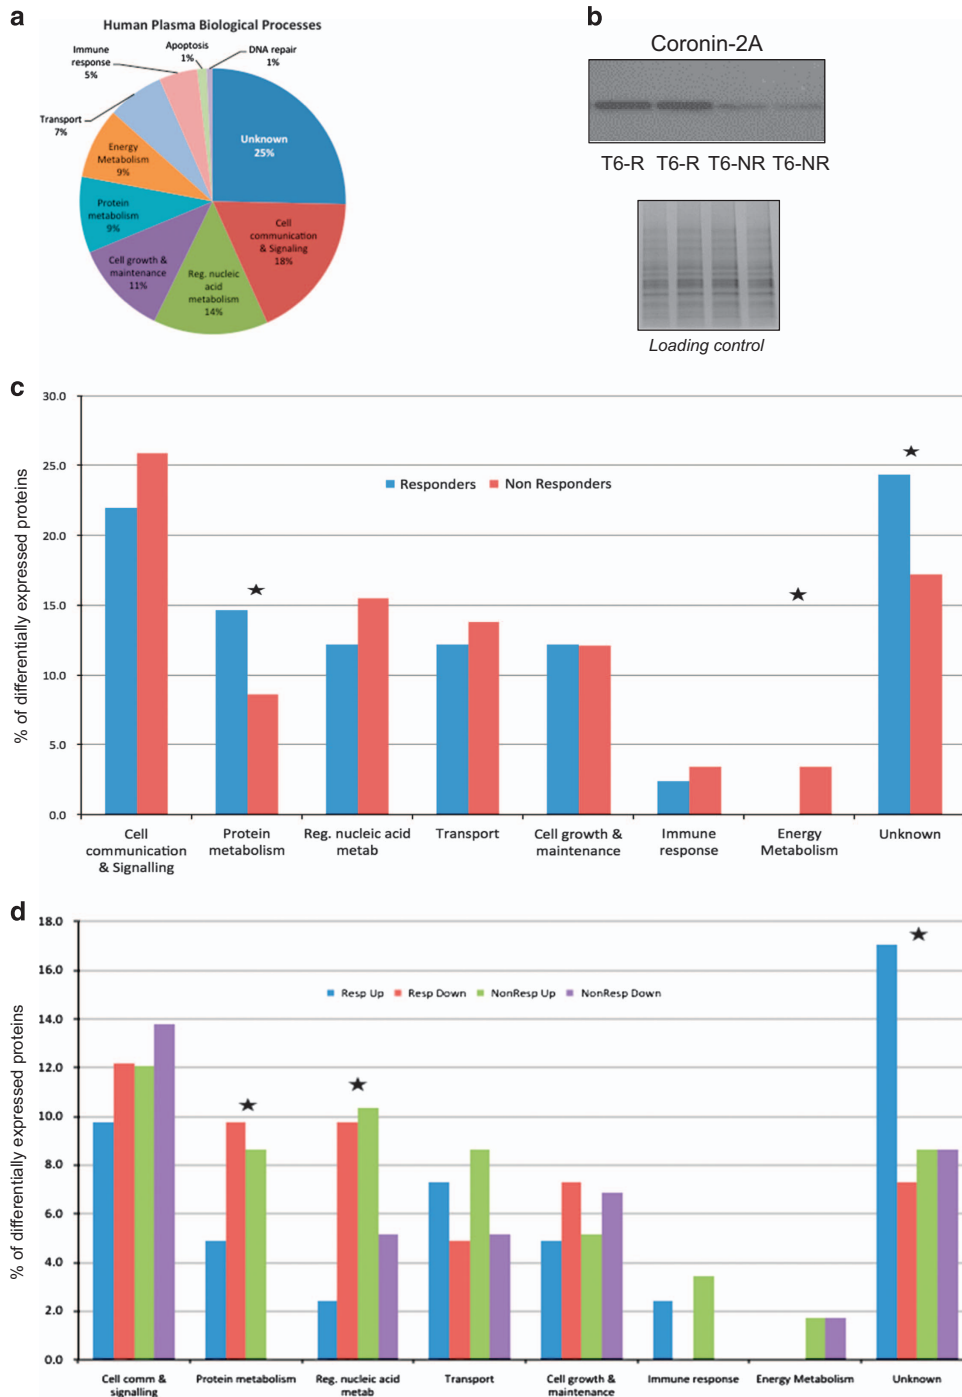 a
Human Plasma Biological Processes
Immune
response
5%
Apoptosis
1%
DNA repair
1%
Transport
7%
Energy
Metabolism
9%
Protein
metabolism
9%
Cell growth &
maintenance
11%
Reg. nucleic
acid
metabolism
14%
Cell
communication
& Signaling
18%
Unknown
25%
b
Coronin-2A
T6-R T6-R T6-NR T6-NR
Loading control
c
% of differentially expressed proteins
30.0
25.0
20.0
15.0
10.0
5.0
0.0
Responders Non Responders
Cell
communication
& Signalling
Protein
metabolism
Reg. nucleic acid
metab
Transport
Cell growth &
maintenance
Immune
response
Energy
Metabolism
Unknown
d
% of differentially expressed proteins
18.0
16.0
14.0
12.0
10.0
8.0
6.0
4.0
2.0
0.0
Resp Up Resp Down NonResp Up NonResp Down
Cell comm &
signalling
Protein metabolism
Reg. nucleic acid
metab
Transport
Cell growth &
maintenance
Immune response
Energy Metabolism
Unknown